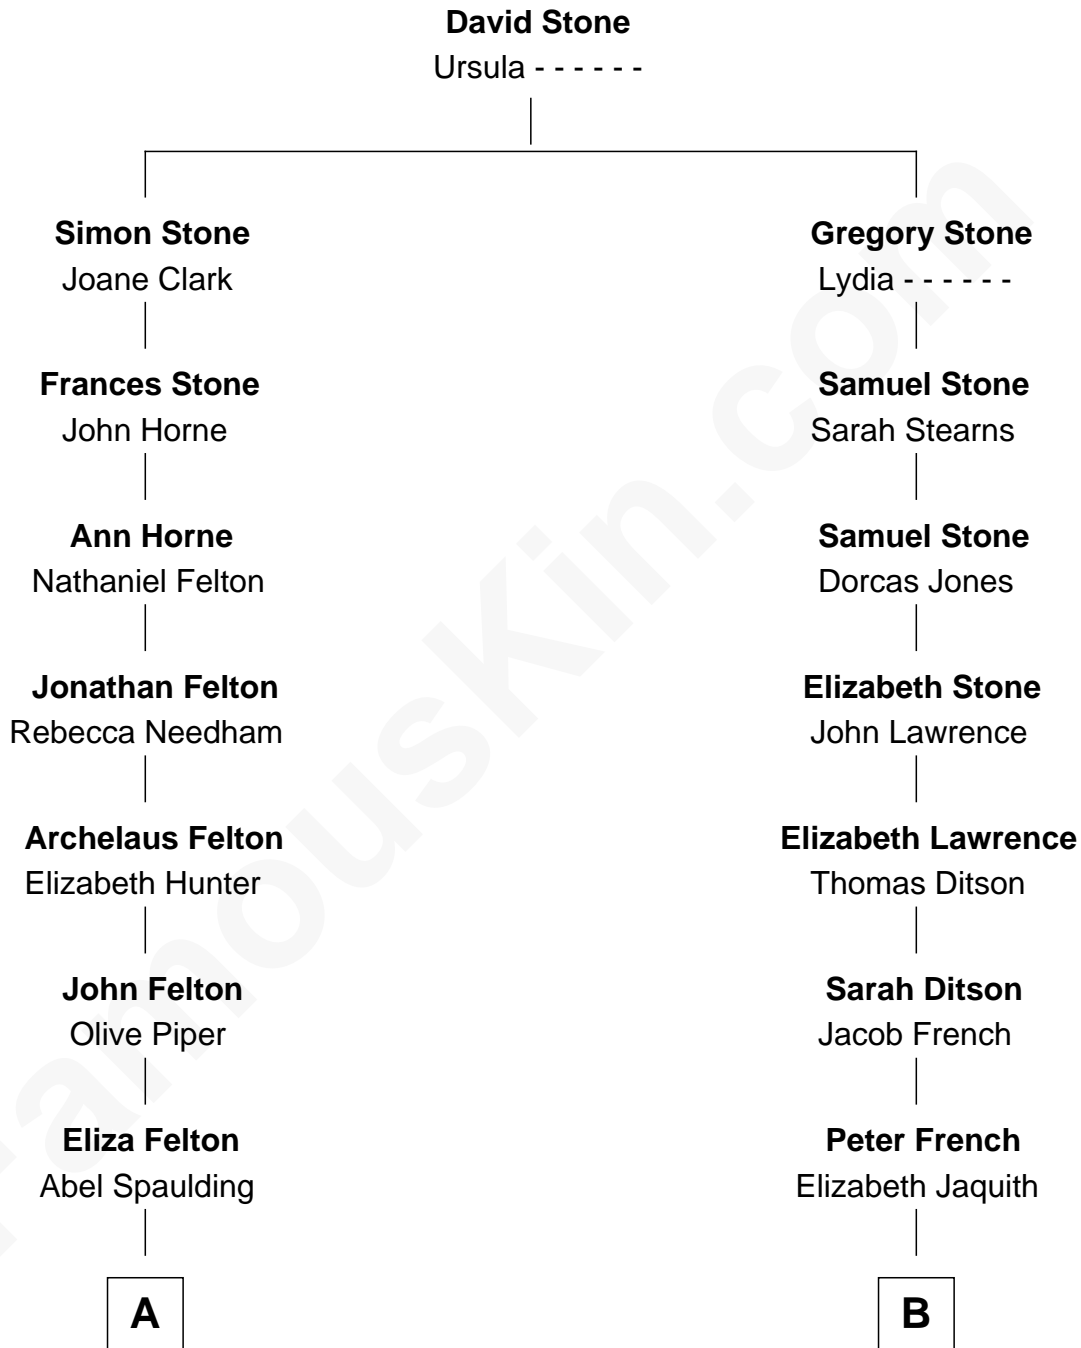 David Stone
Ursula - - - - - -
Simon Stone
Joane Clark
Frances Stone
John Horne
Ann Horne
Nathaniel Felton
Jonathan Felton
Rebecca Needham
Archelaus Felton
Elizabeth Hunter
John Felton
Olive Piper
Eliza Felton
Abel Spaulding
A
Gregory Stone
Lydia - - - - - -
Samuel Stone
Sarah Stearns
Samuel Stone
Dorcas Jones
Elizabeth Stone
John Lawrence
Elizabeth Lawrence
Thomas Ditson
Sarah Ditson
Jacob French
Peter French
Elizabeth Jaquith
B
FamousKin.com